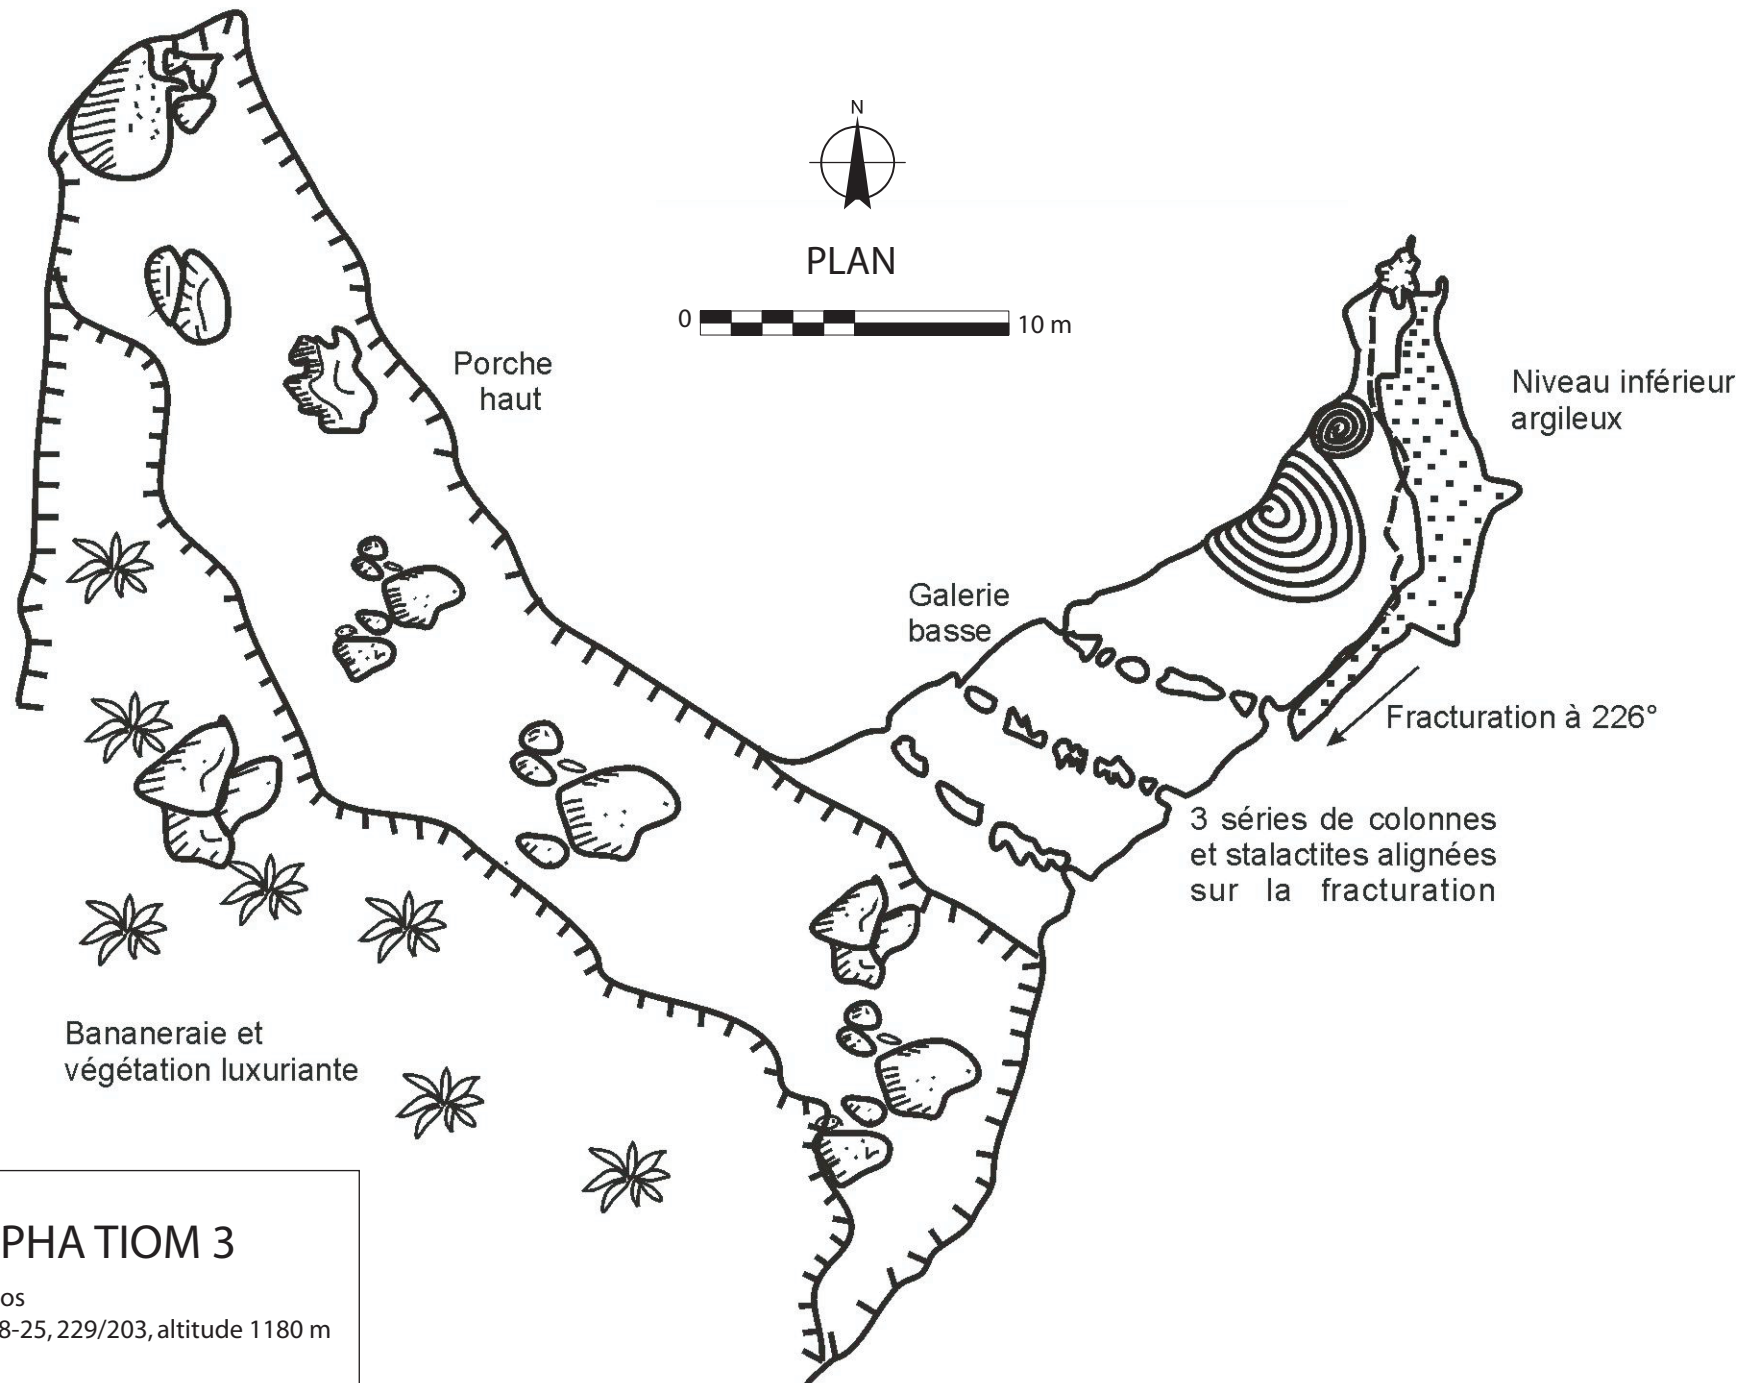 N
PLAN
0 10 m
Porche
haut
Niveau inférieur
argileux
Galerie
basse
Fracturation à 226°
3 séries de colonnes
et stalactites alignées
sur la fracturation
Bananeraie et
végétation luxuriante
PHA TIOM 3
os
8-25, 229/203, altitude 1180 m